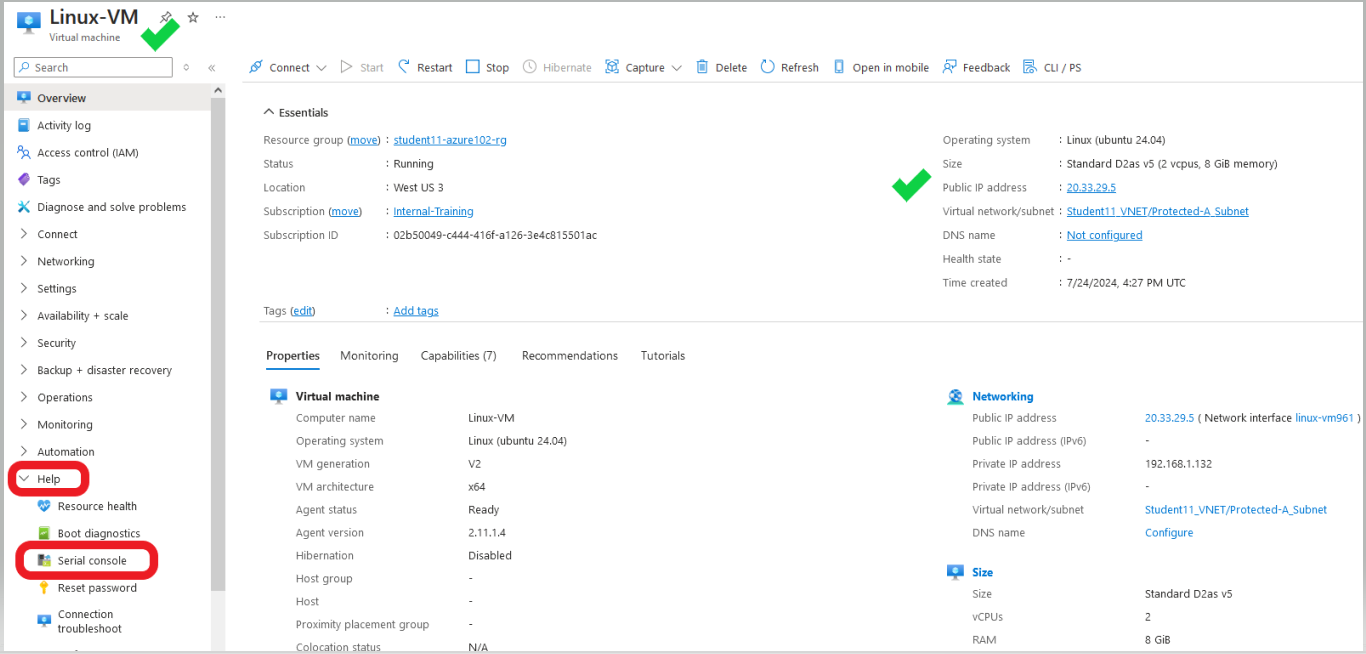 Linux-VM
Virtual machine
Search
Overview
Activity log
Access control (IAM)
Tags
Diagnose and solve problems
Connect
Networking
Settings
Availability + scale
Security
Backup + disaster recovery
Operations
Monitoring
Automation
Help
Resource health
Boot diagnostics
Serial console
Reset password
Connection
troubleshoot
Connect Start Restart Stop Hibernate Capture Delete Refresh Open in mobile Feedback CLI / PS
Essentials
Resource group (move) : student11-azure102-rg
Status : Running
Location : West US 3
Subscription (move) : Internal-Training
Subscription ID : 02b50049-c444-416f-a126-3e4c815501ac
Operating system : Linux (ubuntu 24.04)
Size : Standard D2as v5 (2 vcpus, 8 GiB memory)
Public IP address : 20.33.29.5
Virtual network/subnet : Student11_VNET/Protected-A_Subnet
DNS name : Not configured
Health state : -
Time created : 7/24/2024, 4:27 PM UTC
Tags (edit) : Add tags
Properties Monitoring Capabilities (7) Recommendations Tutorials
Virtual machine
Computer name Linux-VM
Operating system Linux (ubuntu 24.04)
VM generation V2
VM architecture x64
Agent status Ready
Agent version 2.11.1.4
Hibernation Disabled
Host group -
Host -
Proximity placement group -
Colocation status N/A
Networking
Public IP address 20.33.29.5 ( Network interface linux-vm961 )
Public IP address (IPv6) -
Private IP address 192.168.1.132
Private IP address (IPv6) -
Virtual network/subnet Student11_VNET/Protected-A_Subnet
DNS name Configure
Size
Size Standard D2as v5
vCPUs 2
RAM 8 GiB